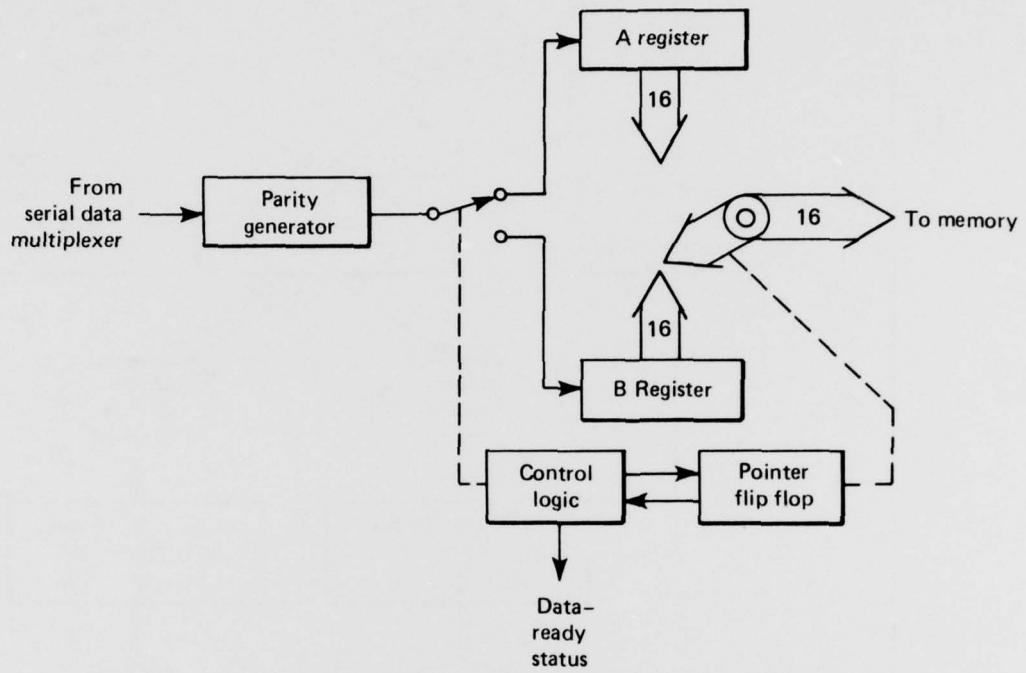 A register
16
From
serial data
multiplexer
Parity
generator
16
To memory
16
B Register
Control
logic
Pointer
flip flop
Data–
ready
status